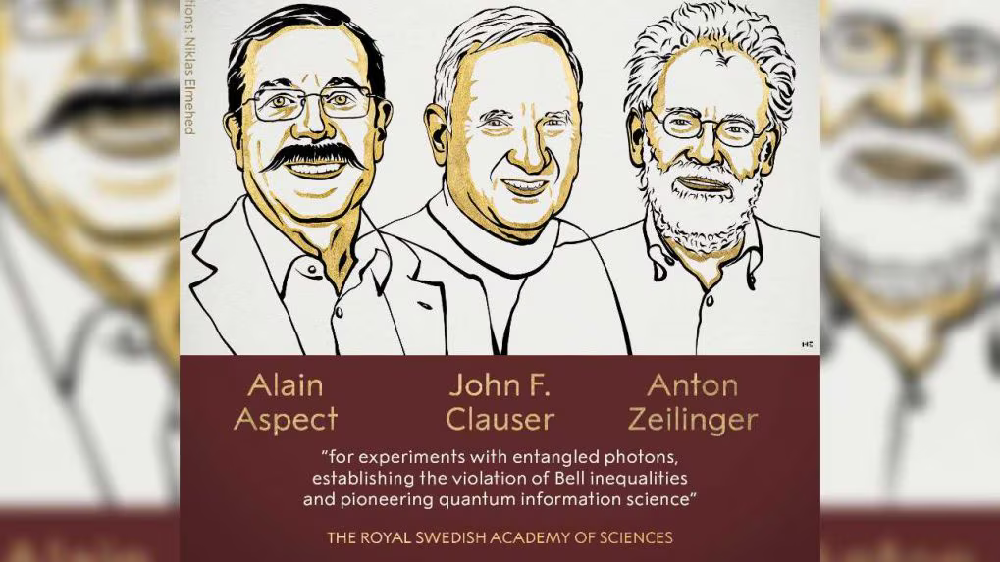 tions: Niklas Elmehed
Alain
Aspect
John F.
Clauser
Anton
Zeilinger
“for experiments with entangled photons,
establishing the violation of Bell inequalities
and pioneering quantum information science”
THE ROYAL SWEDISH ACADEMY OF SCIENCES